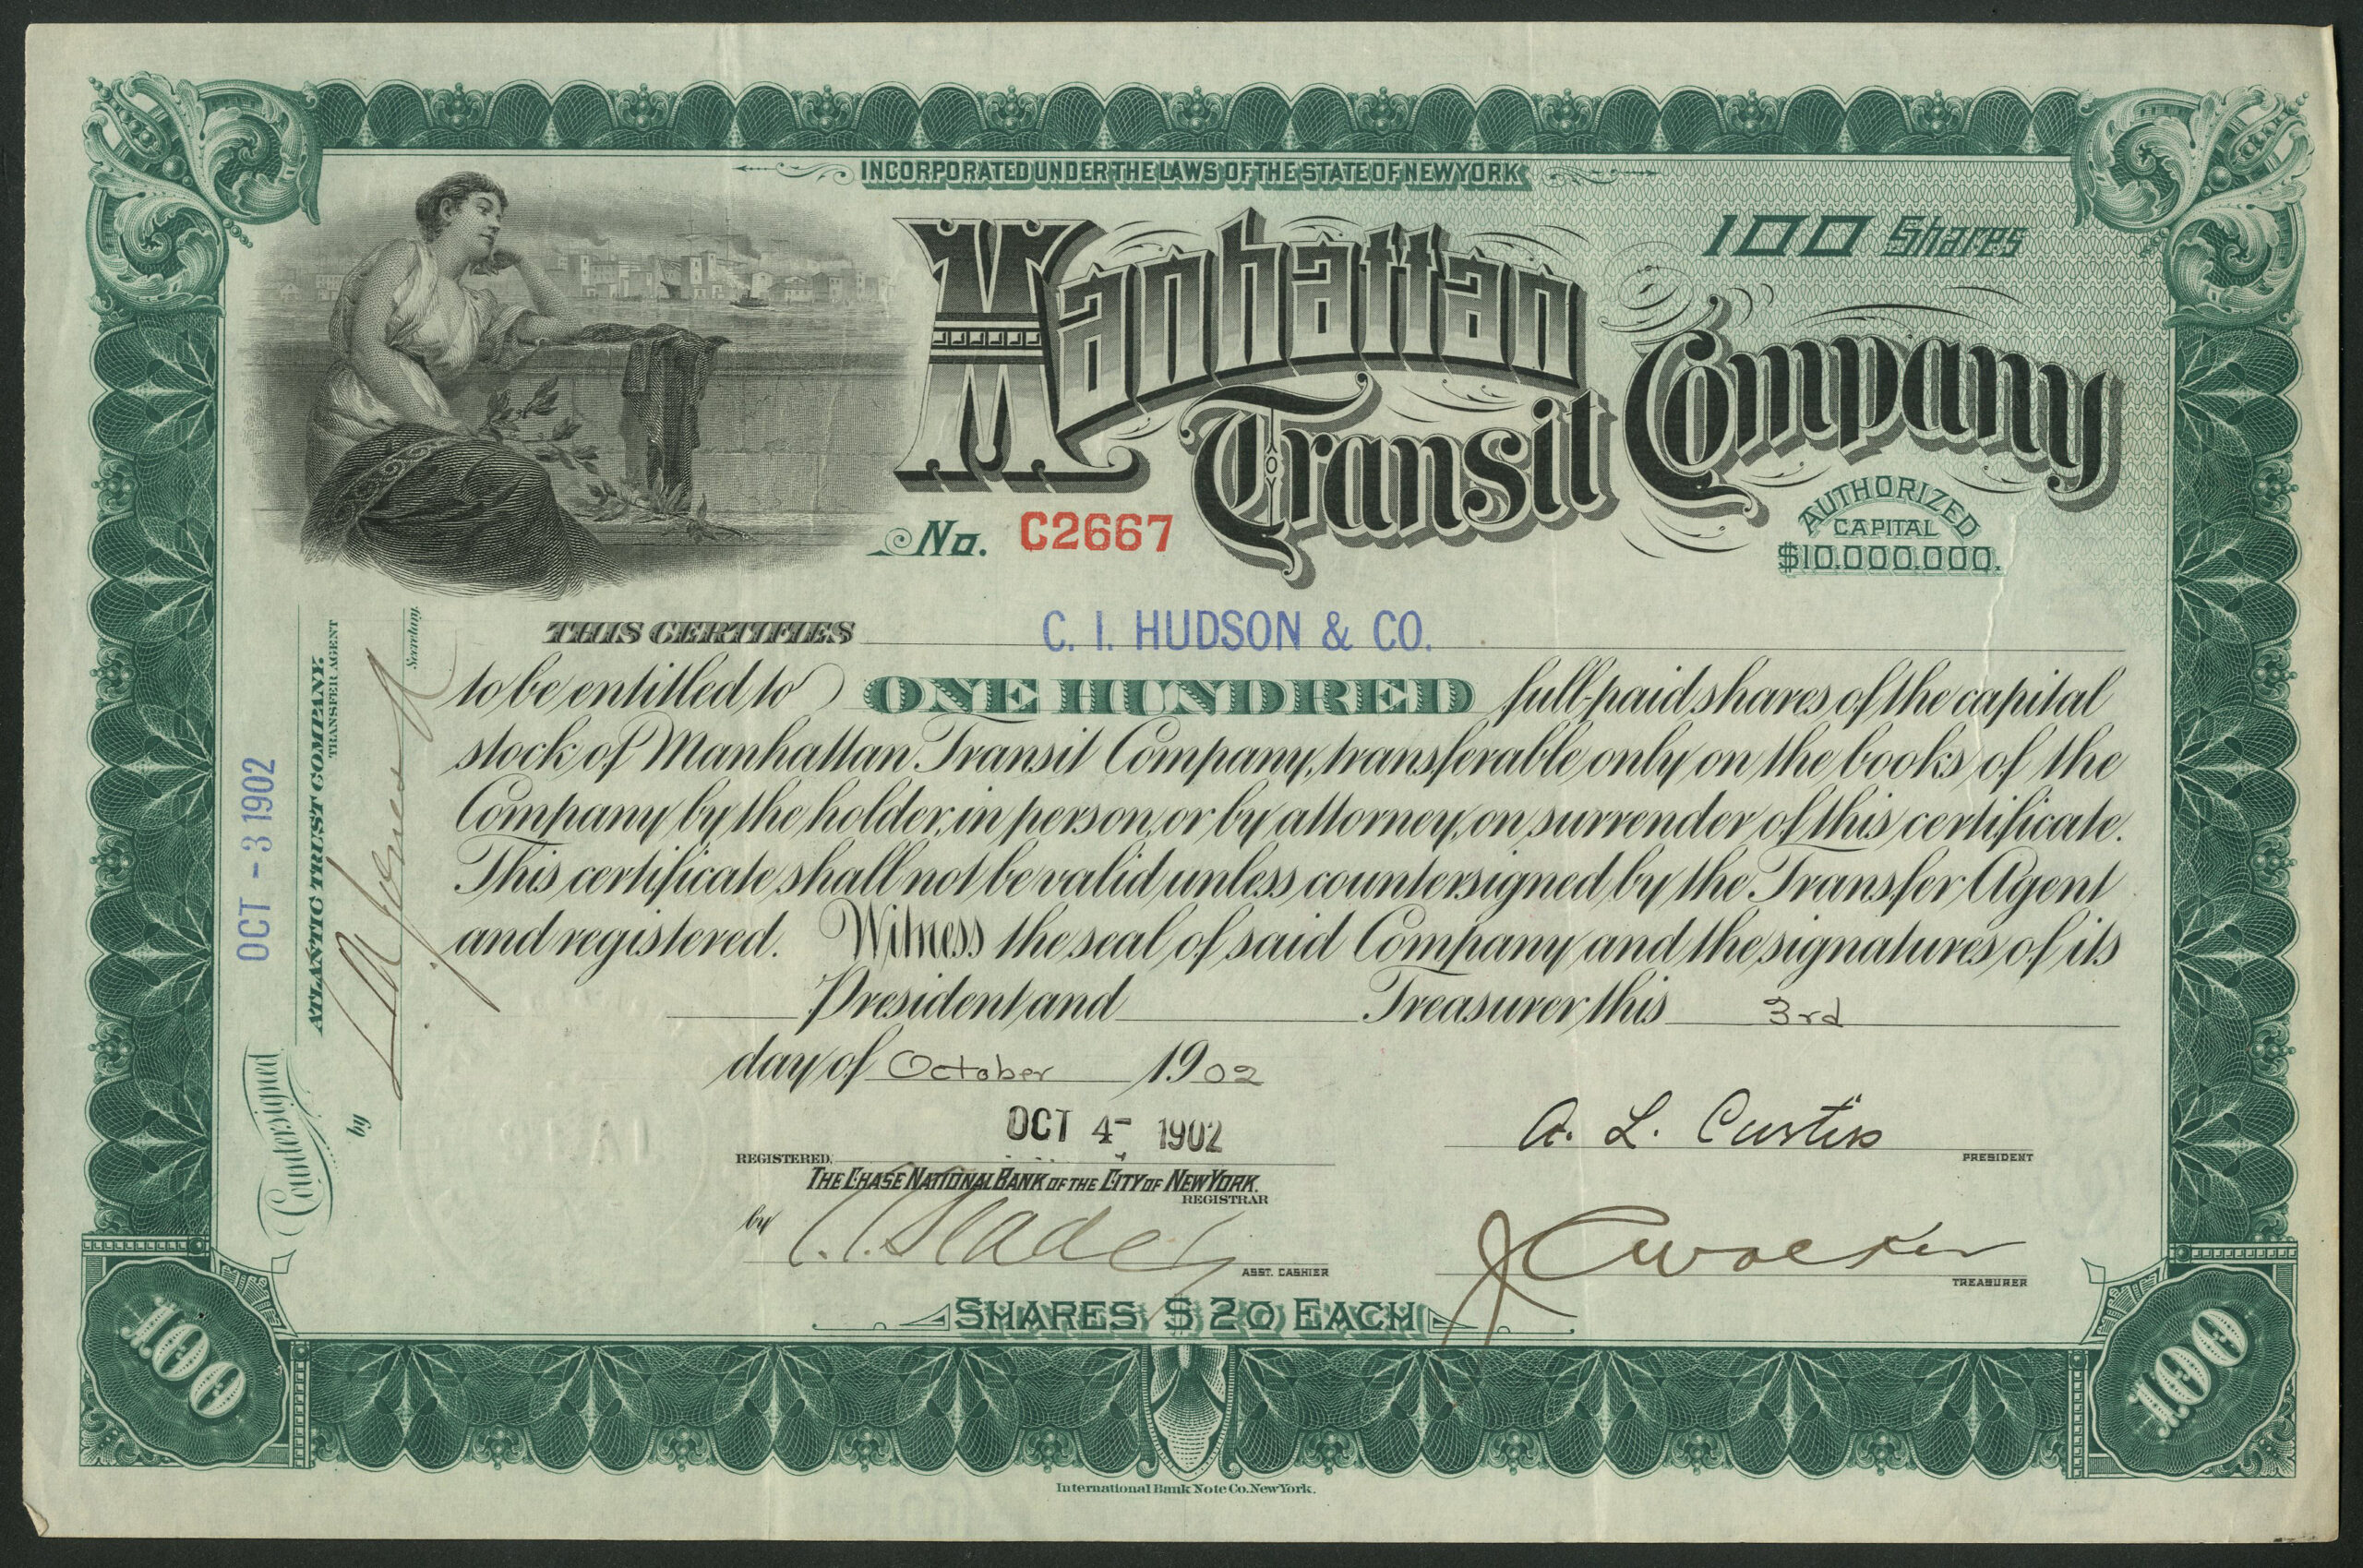 INCORPORATED UNDER THE LAWS OF THE STATE OF NEW YORK
100 Shares
Manhattan
Transit Company
AUTHORIZED
CAPITAL
$10.000.000.
No. C2667
THIS CERTIFIES C. I. HUDSON & CO.
to be entitled to ONE HUNDRED full-paid shares of the capital
stock of Manhattan Transit Company, transferable only on the books of the
Company by the holder, in person, or by attorney, on surrender of this certificate.
This certificate shall not be valid unless countersigned by the Transfer Agent
and registered. Witness the seal of said Company and the signatures of its
President and Treasurer this 3rd
day of October 1902
OCT 4- 1902
REGISTERED,
THE CHASE NATIONAL BANK OF THE CITY OF NEW YORK.
REGISTRAR
by
ASST. CASHIER
A. L. Curtis
PRESIDENT
TREASURER
SHARES $20 EACH
100
100
International Bank Note Co. New York.
OCT - 3 1902
Countersigned
ATLANTIC TRUST COMPANY.
TRANSFER AGENT
by
Secretary.